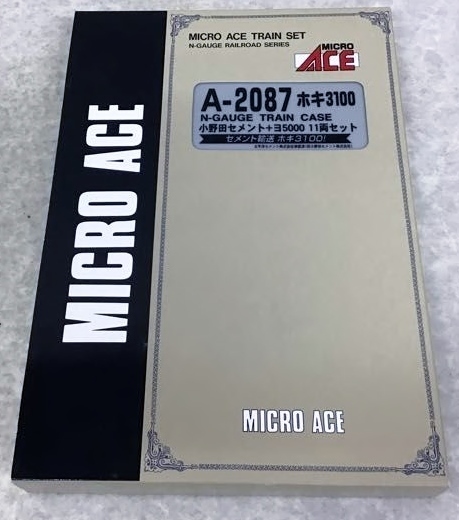 MICRO ACE
MICRO ACE TRAIN SET
N-GAUGE RAILROAD SERIES
MICRO
ACE
A-2087 ホキ3100
N-GAUGE TRAIN CASE
小野田セメント+ヨ5000 11両セット
セメント輸送 ホキ3100!
MICRO ACE